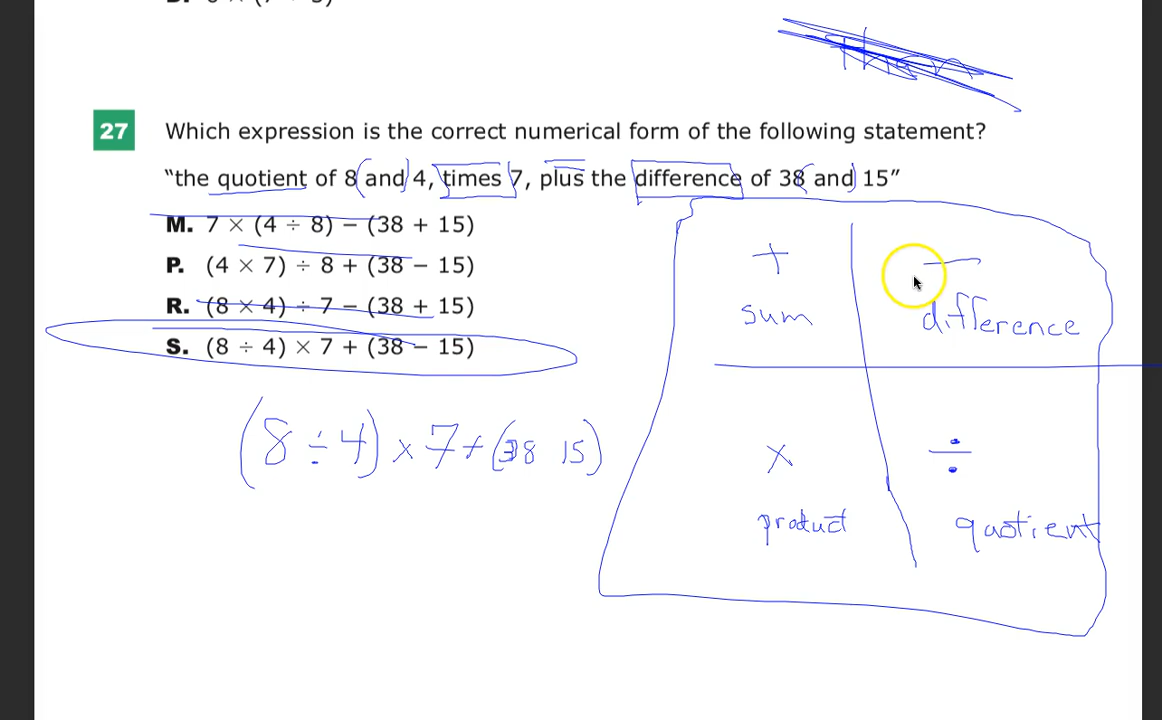 27 Which expression is the correct numerical form of the following statement?
“the quotient of 8 and 4, times 7, plus the difference of 38 and 15”
M. 7 × (4 ÷ 8) − (38 + 15)
P. (4 × 7) ÷ 8 + (38 − 15)
R. (8 × 4) ÷ 7 − (38 + 15)
S. (8 ÷ 4) × 7 + (38 − 15)
(8 ÷ 4) × 7 + (38 15)
+ −
sum difference
× ÷
product quotient